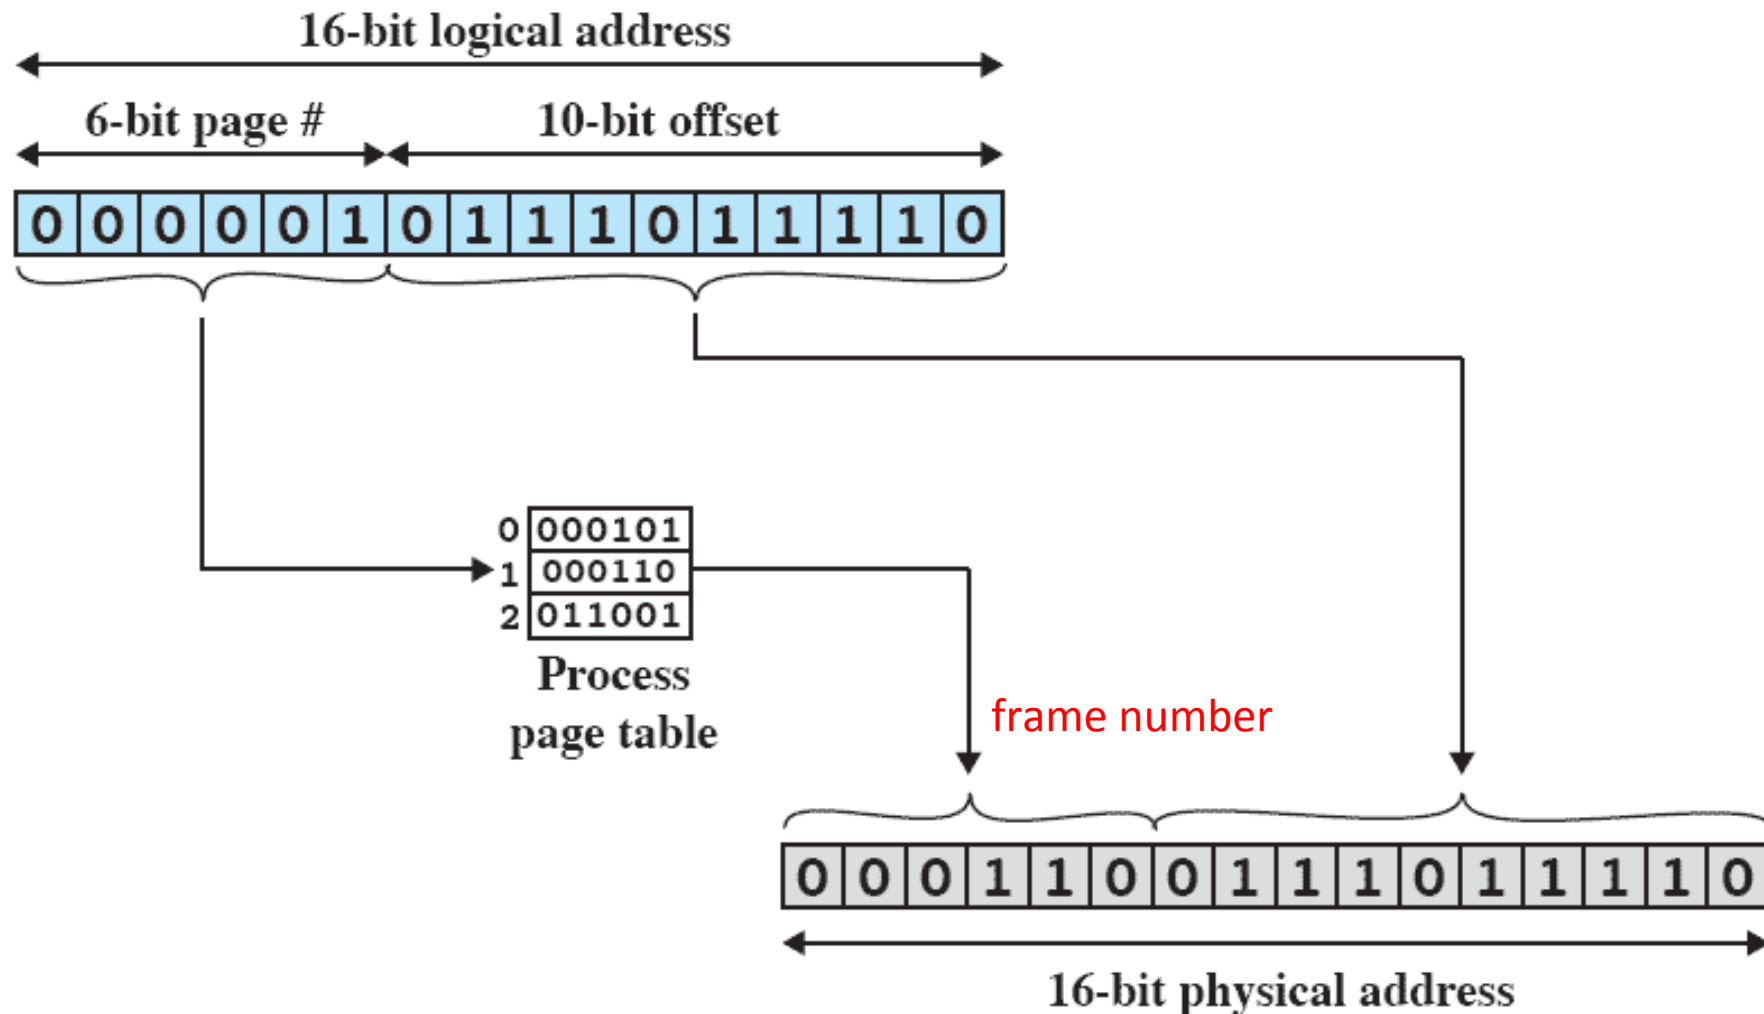 16-bit logical address
6-bit page # 10-bit offset
0 0 0 0 0 1 0 1 1 1 0 1 1 1 1 0
0 000101
1 000110
2 011001
Process
page table
frame number
0 0 0 1 1 0 0 1 1 1 0 1 1 1 1 0
16-bit physical address